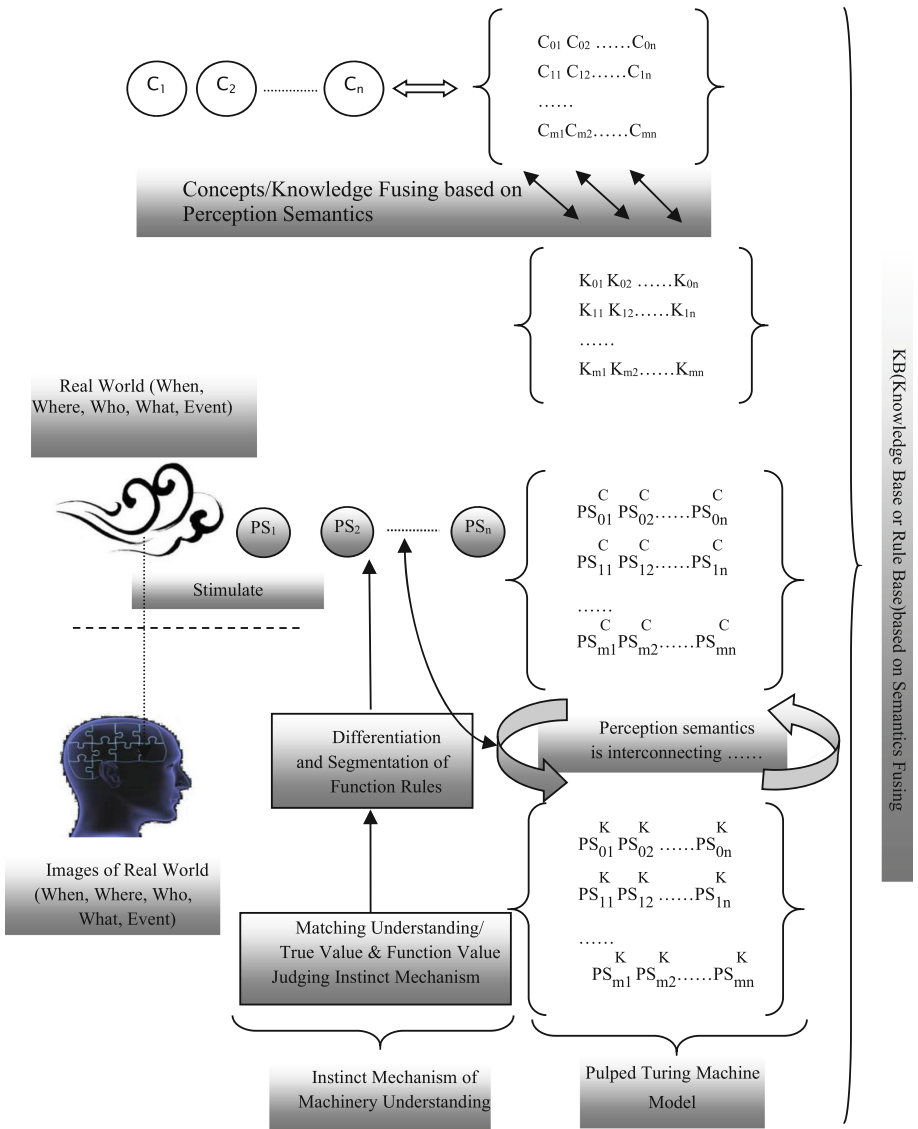 C1 C2 ............ Cn
C01 C02 ......C0n
C11 C12......C1n
......
Cm1Cm2......Cmn
Concepts/Knowledge Fusing based on
Perception Semantics
K01 K02 ......K0n
K11 K12......K1n
......
Km1 Km2......Kmn
Real World (When,
Where, Who, What, Event)
PS1 PS2 ............ PSn
Stimulate
C C C
PS01 PS02......PS0n
C C C
PS11 PS12......PS1n
......
C C C
PSm1PSm2......PSmn
Differentiation
and Segmentation of
Function Rules
Perception semantics
is interconnecting ......
Images of Real World
(When, Where, Who,
What, Event)
Matching Understanding/
True Value & Function Value
Judging Instinct Mechanism
K K K
PS01 PS02 ......PS0n
K K K
PS11 PS12 ......PS1n
......
K K K
PSm1 PSm2......PSmn
Instinct Mechanism of
Machinery Understanding
Pulped Turing Machine
Model
KB(Knowledge Base or Rule Base)based on Semantics Fusing